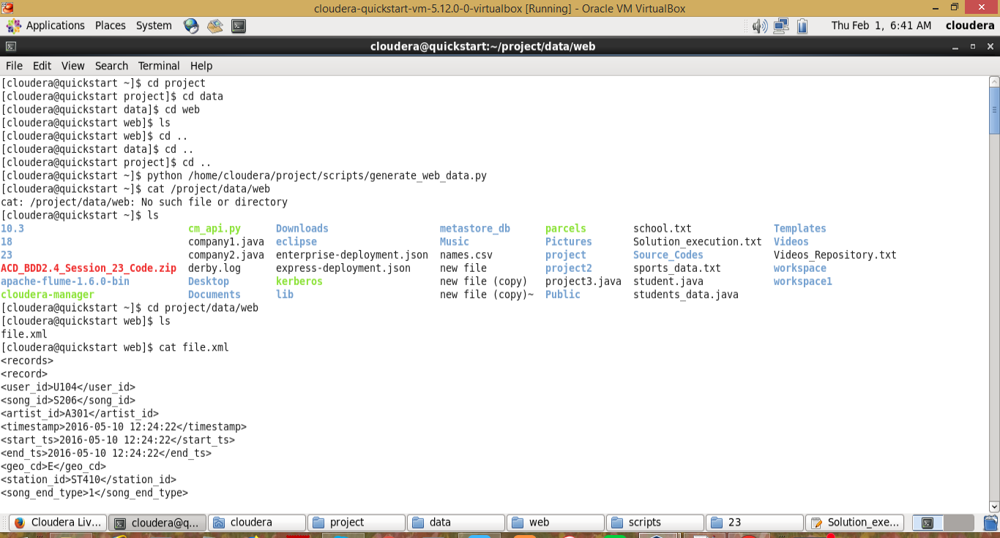 cloudera-quickstart-vm-5.12.0-0-virtualbox [Running] - Oracle VM VirtualBox
Applications Places System Thu Feb 1, 6:41 AM cloudera
cloudera@quickstart:~/project/data/web
File Edit View Search Terminal Help
[cloudera@quickstart ~]$ cd project
[cloudera@quickstart project]$ cd data
[cloudera@quickstart data]$ cd web
[cloudera@quickstart web]$ ls
[cloudera@quickstart web]$ cd ..
[cloudera@quickstart data]$ cd ..
[cloudera@quickstart project]$ cd ..
[cloudera@quickstart ~]$ python /home/cloudera/project/scripts/generate_web_data.py
[cloudera@quickstart ~]$ cat /project/data/web
cat: /project/data/web: No such file or directory
[cloudera@quickstart ~]$ ls
10.3 cm_api.py Downloads metastore_db parcels school.txt Templates
18 company1.java eclipse Music Pictures Solution_execution.txt Videos
23 company2.java enterprise-deployment.json names.csv project Source_Codes Videos_Repository.txt
ACD_BDD2.4_Session_23_Code.zip derby.log express-deployment.json new file project2 sports_data.txt workspace
apache-flume-1.6.0-bin Desktop kerberos new file (copy) project3.java student.java workspace1
cloudera-manager Documents lib new file (copy)~ Public students_data.java
[cloudera@quickstart ~]$ cd project/data/web
[cloudera@quickstart web]$ ls
file.xml
[cloudera@quickstart web]$ cat file.xml
<records>
<record>
<user_id>U104</user_id>
<song_id>S206</song_id>
<artist_id>A301</artist_id>
<timestamp>2016-05-10 12:24:22</timestamp>
<start_ts>2016-05-10 12:24:22</start_ts>
<end_ts>2016-05-10 12:24:22</end_ts>
<geo_cd>E</geo_cd>
<station_id>ST410</station_id>
<song_end_type>1</song_end_type>
Cloudera Liv... cloudera@q... cloudera project data web scripts 23 Solution_exe...